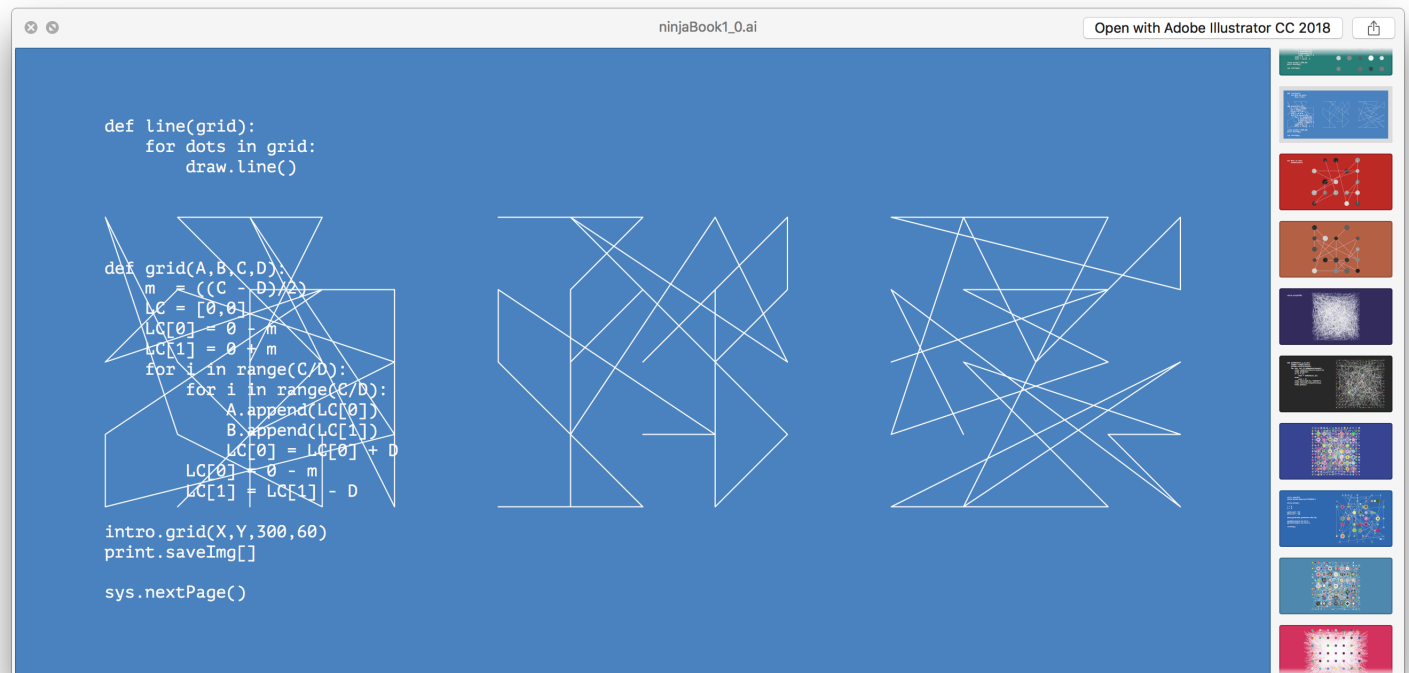 ninjaBook1_0.ai
Open with Adobe Illustrator CC 2018
def line(grid):
    for dots in grid:
        draw.line()
def grid(A,B,C,D):
    m  = ((C - D)/2)
    LC = [0,0]
    LC[0] = 0 - m
    LC[1] = 0 + m
    for i in range(C/D):
        for i in range(C/D):
            A.append(LC[0])
            B.append(LC[1])
            LC[0] = LC[0] + D
        LC[0] = 0 - m
        LC[1] = LC[1] - D
intro.grid(X,Y,300,60)
print.saveImg[]
sys.nextPage()